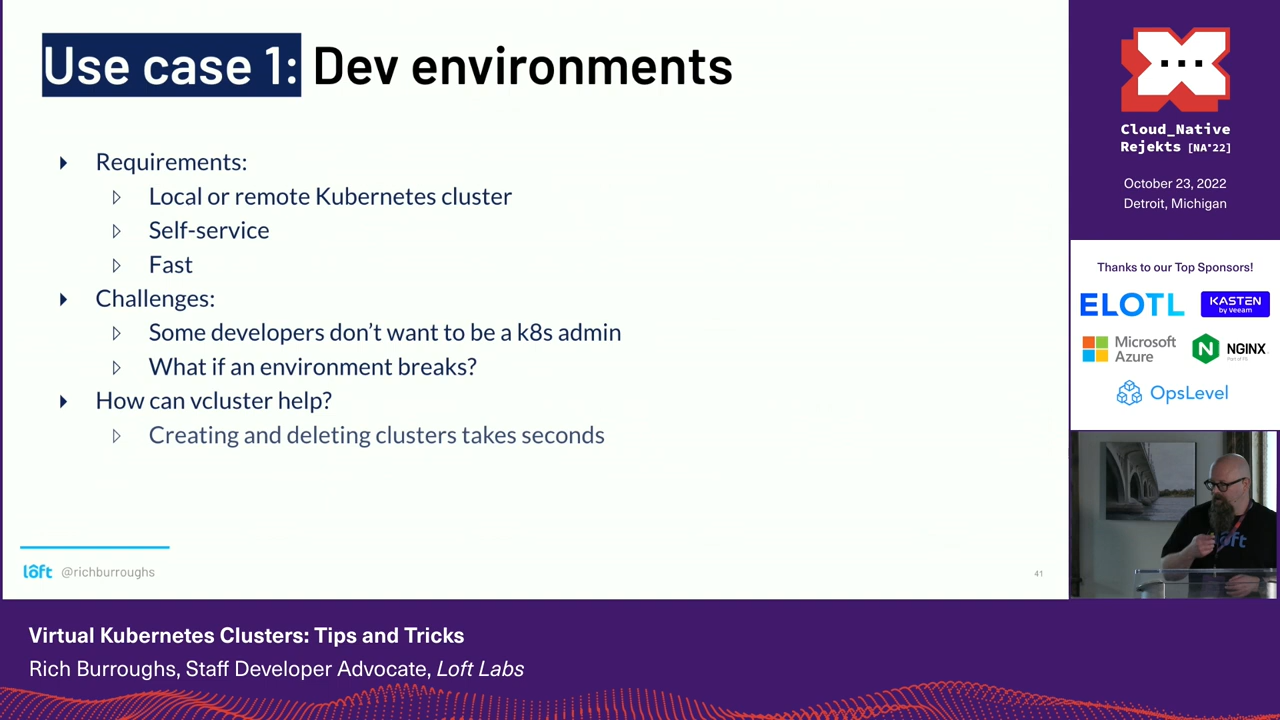 Use case 1: Dev environments
Requirements:
Local or remote Kubernetes cluster
Self-service
Fast
Challenges:
Some developers don't want to be a k8s admin
What if an environment breaks?
How can vcluster help?
Creating and deleting clusters takes seconds
loft @richburroughs
41
Cloud_Native
Rejekts [NA'22]
October 23, 2022
Detroit, Michigan
Thanks to our Top Sponsors!
ELOTL
KASTEN
by Veeam
Microsoft
Azure
N
NGINX
Part of F5
OpsLevel
loft
Virtual Kubernetes Clusters: Tips and Tricks
Rich Burroughs, Staff Developer Advocate, Loft Labs